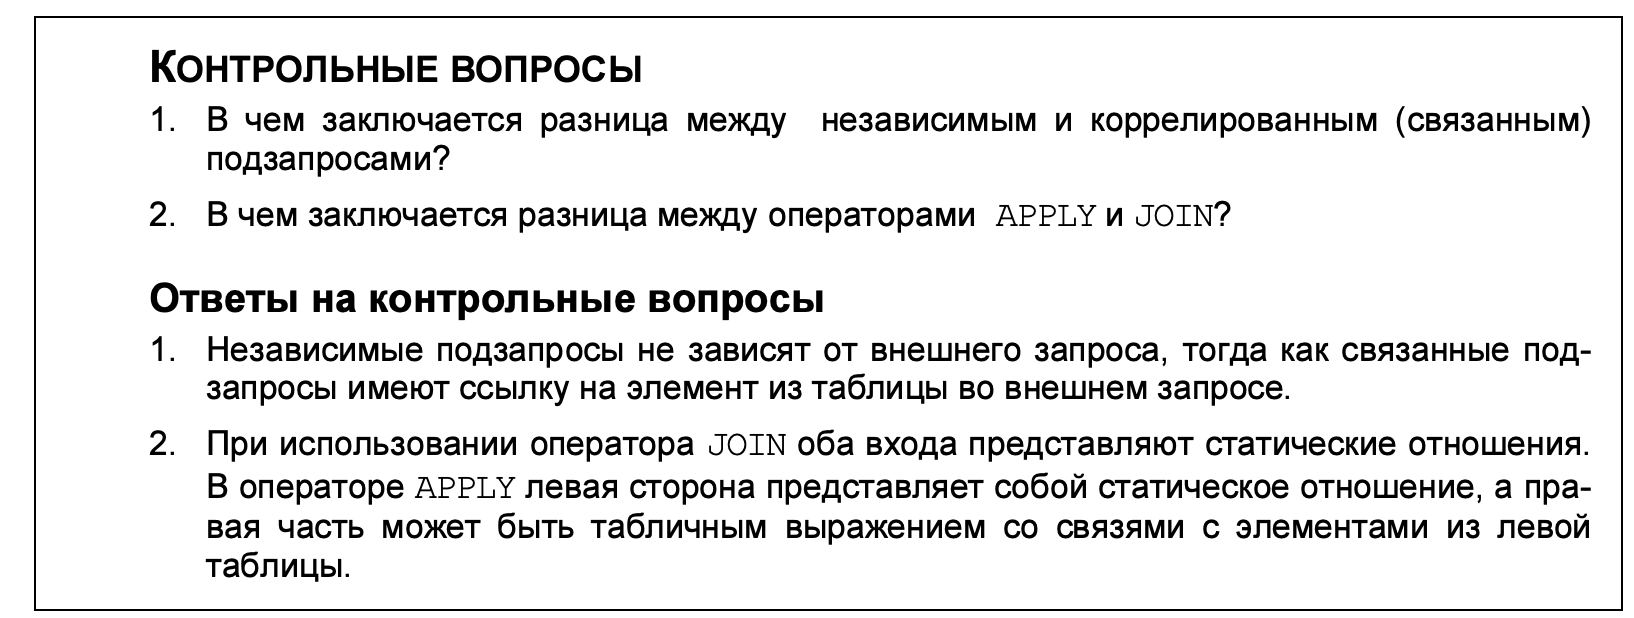 КОНТРОЛЬНЫЕ ВОПРОСЫ
1. В чем заключается разница между независимым и коррелированным (связанным)
подзапросами?
2. В чем заключается разница между операторами APPLY и JOIN?
Ответы на контрольные вопросы
1. Независимые подзапросы не зависят от внешнего запроса, тогда как связанные под-
запросы имеют ссылку на элемент из таблицы во внешнем запросе.
2. При использовании оператора JOIN оба входа представляют статические отношения.
В операторе APPLY левая сторона представляет собой статическое отношение, а пра-
вая часть может быть табличным выражением со связями с элементами из левой
таблицы.